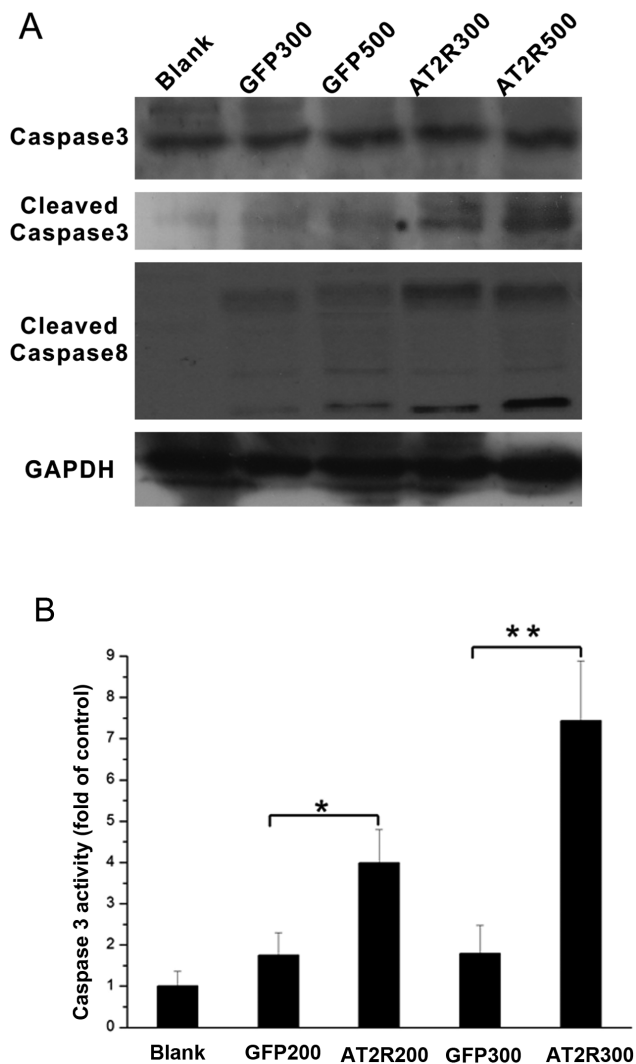 A
Blank GFP300 GFP500 AT2R300 AT2R500
Caspase3
Cleaved
Caspase3
Cleaved
Caspase8
GAPDH
B
Caspase 3 activity (fold of control)
9
8
7
6
5
4
3
2
1
0
*
**
Blank GFP200 AT2R200 GFP300 AT2R300